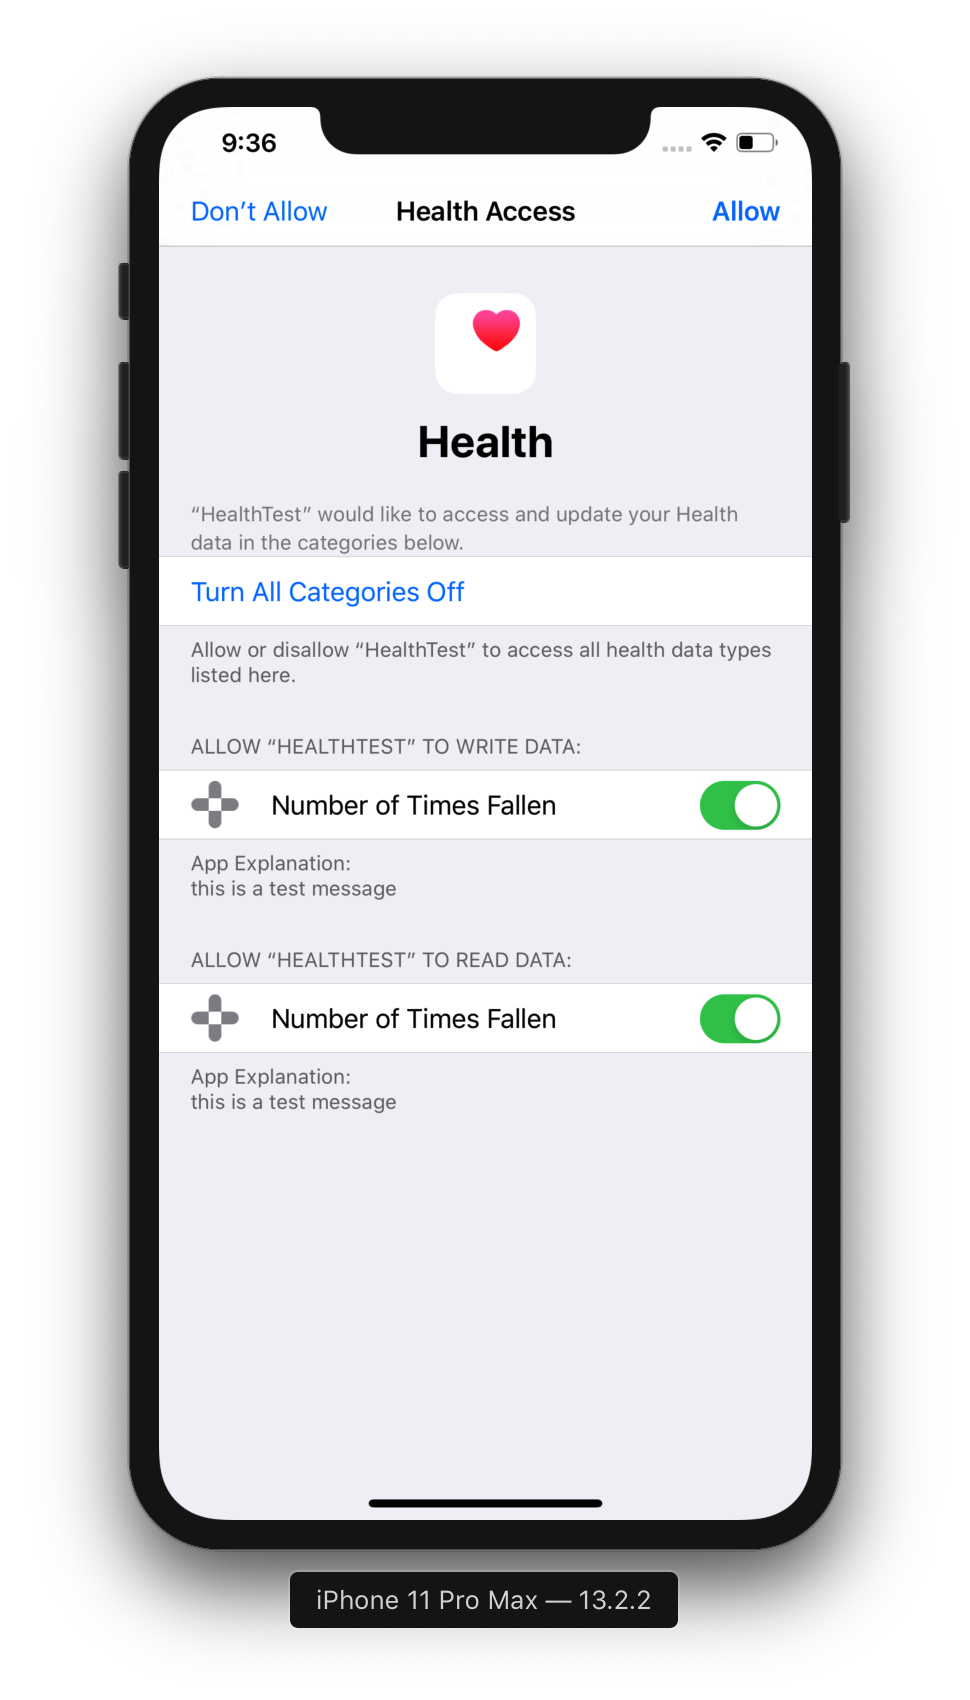 9:36
Don’t Allow Health Access Allow
Health
“HealthTest” would like to access and update your Health
data in the categories below.
Turn All Categories Off
Allow or disallow “HealthTest” to access all health data types
listed here.
ALLOW “HEALTHTEST” TO WRITE DATA:
Number of Times Fallen
App Explanation:
this is a test message
ALLOW “HEALTHTEST” TO READ DATA:
Number of Times Fallen
App Explanation:
this is a test message
iPhone 11 Pro Max — 13.2.2